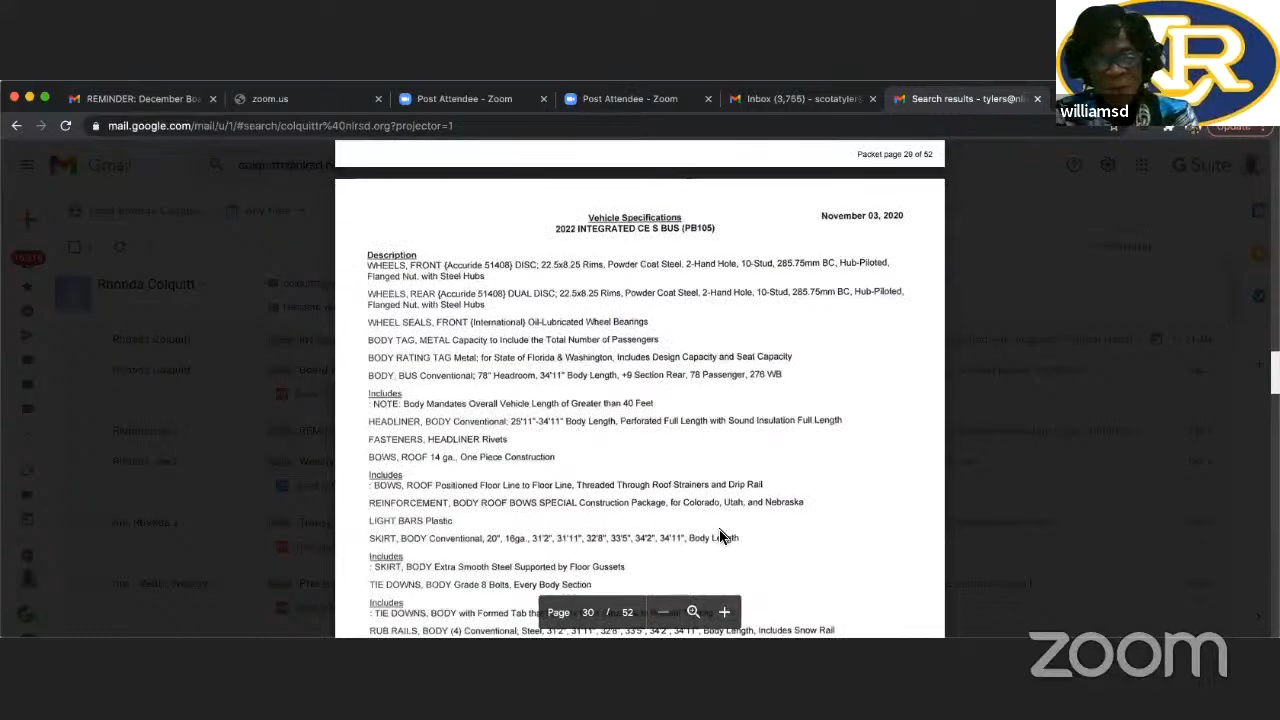 williamsd
REMINDER: December Boa
zoom.us
Post Attendee - Zoom
Post Attendee - Zoom
Inbox (3,765) - scotatyler@
Search results - tylers@nl
mail.google.com/mail/u/1/#search/colquittr%40nlrsd.org?projector=1
Update
Gmail
G Suite
Rhonda Colquitt
Packet page 29 of 52
Vehicle Specifications
November 03, 2020
2022 INTEGRATED CE S BUS (PB105)
Description
WHEELS, FRONT {Accuride 51408} DISC; 22.5x8.25 Rims, Powder Coat Steel, 2-Hand Hole, 10-Stud, 285.75mm BC, Hub-Piloted,
Flanged Nut, with Steel Hubs
WHEELS, REAR {Accuride 51408} DUAL DISC; 22.5x8.25 Rims, Powder Coat Steel, 2-Hand Hole, 10-Stud, 285.75mm BC, Hub-Piloted,
Flanged Nut, with Steel Hubs
WHEEL SEALS, FRONT {International} Oil-Lubricated Wheel Bearings
BODY TAG, METAL Capacity to Include the Total Number of Passengers
BODY RATING TAG Metal; for State of Florida & Washington, Includes Design Capacity and Seat Capacity
BODY, BUS Conventional; 78" Headroom, 34'11" Body Length, +9 Section Rear, 78 Passenger, 276 WB
Includes
: NOTE: Body Mandates Overall Vehicle Length of Greater than 40 Feet
HEADLINER, BODY Conventional; 25'11"-34'11" Body Length, Perforated Full Length with Sound Insulation Full Length
FASTENERS, HEADLINER Rivets
BOWS, ROOF 14 ga., One Piece Construction
Includes
: BOWS, ROOF Positioned Floor Line to Floor Line, Threaded Through Roof Strainers and Drip Rail
REINFORCEMENT, BODY ROOF BOWS SPECIAL Construction Package, for Colorado, Utah, and Nebraska
LIGHT BARS Plastic
SKIRT, BODY Conventional, 20", 16ga., 31'2", 31'11", 32'8", 33'5", 34'2", 34'11", Body Length
Includes
: SKIRT, BODY Extra Smooth Steel Supported by Floor Gussets
TIE DOWNS, BODY Grade 8 Bolts, Every Body Section
Includes
: TIE DOWNS, BODY with Formed Tab that
Page 30 / 52
RUB RAILS, BODY (4) Conventional, Steel, 31'2", 31'11", 32'8", 33'5", 34'2", 34'11", Body Length, Includes Snow Rail
zoom